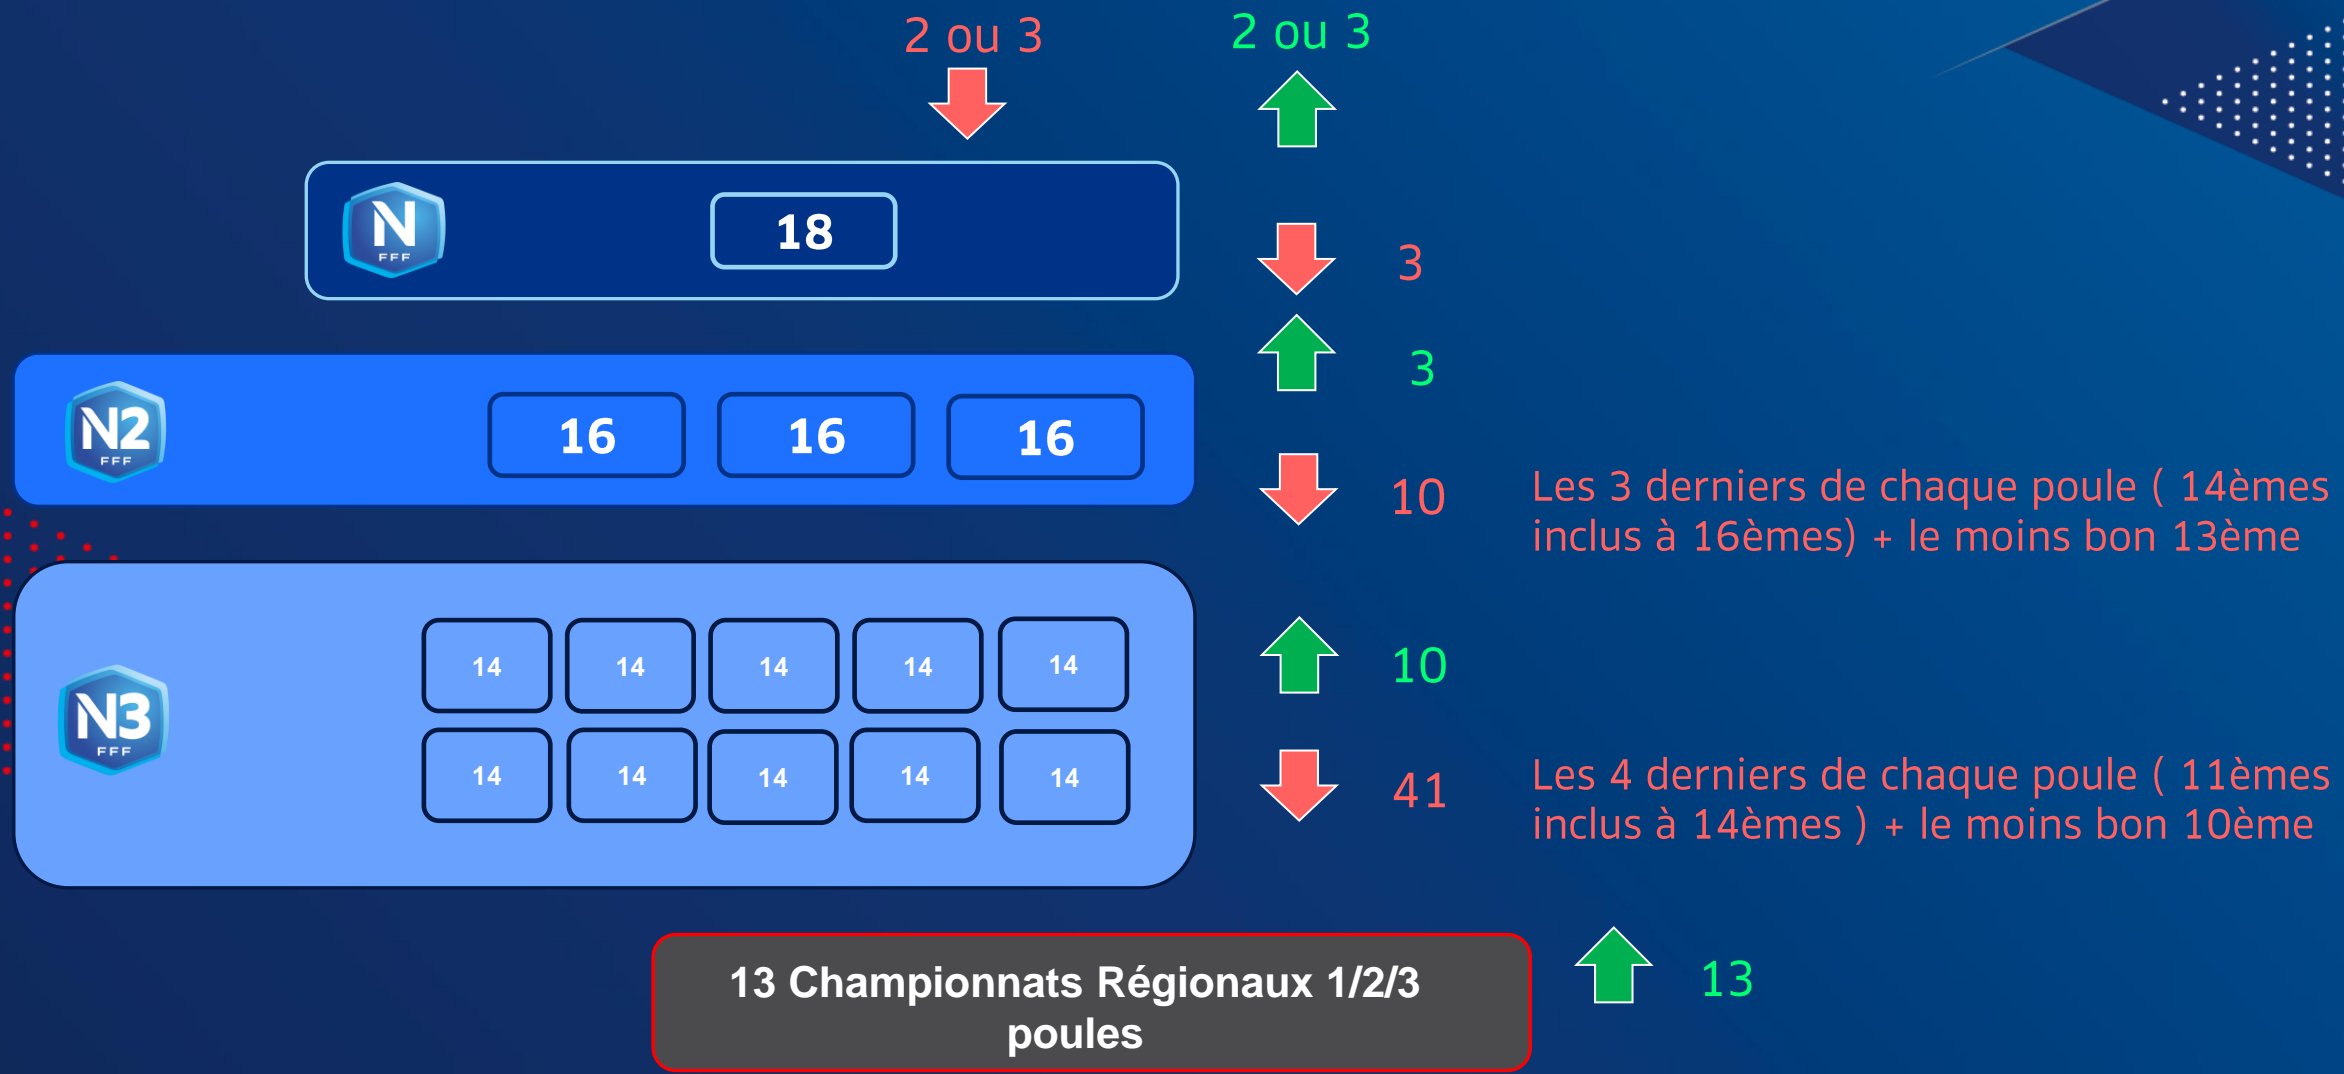 2 ou 3
2 ou 3
N
FFF
18
3
3
N2
FFF
16
16
16
10
Les 3 derniers de chaque poule ( 14èmes
inclus à 16èmes) + le moins bon 13ème
N3
FFF
14
14
14
14
14
10
14
14
14
14
14
41
Les 4 derniers de chaque poule ( 11èmes
inclus à 14èmes ) + le moins bon 10ème
13 Championnats Régionaux 1/2/3
poules
13